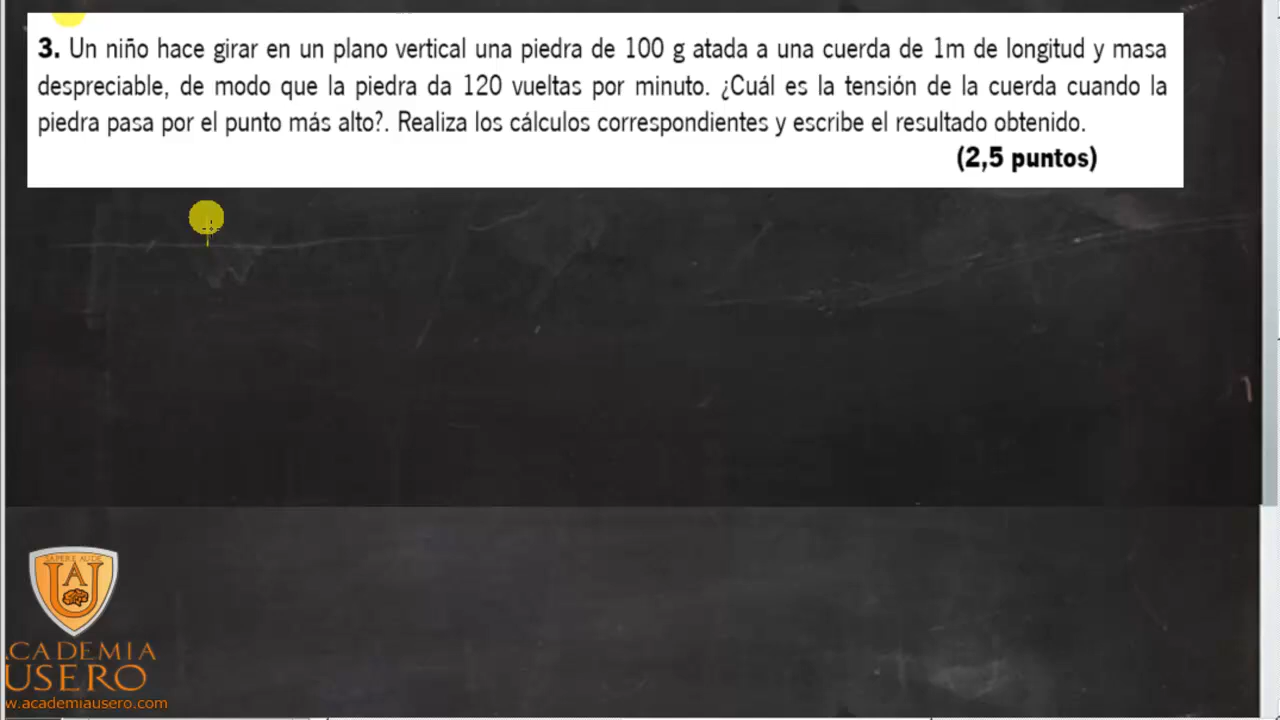 3. Un niño hace girar en un plano vertical una piedra de 100 g atada a una cuerda de 1m de longitud y masa
despreciable, de modo que la piedra da 120 vueltas por minuto. ¿Cuál es la tensión de la cuerda cuando la
piedra pasa por el punto más alto?. Realiza los cálculos correspondientes y escribe el resultado obtenido.
(2,5 puntos)
SAPERE AUDE
UA
ACADEMIA
USERO
w.academiausero.com